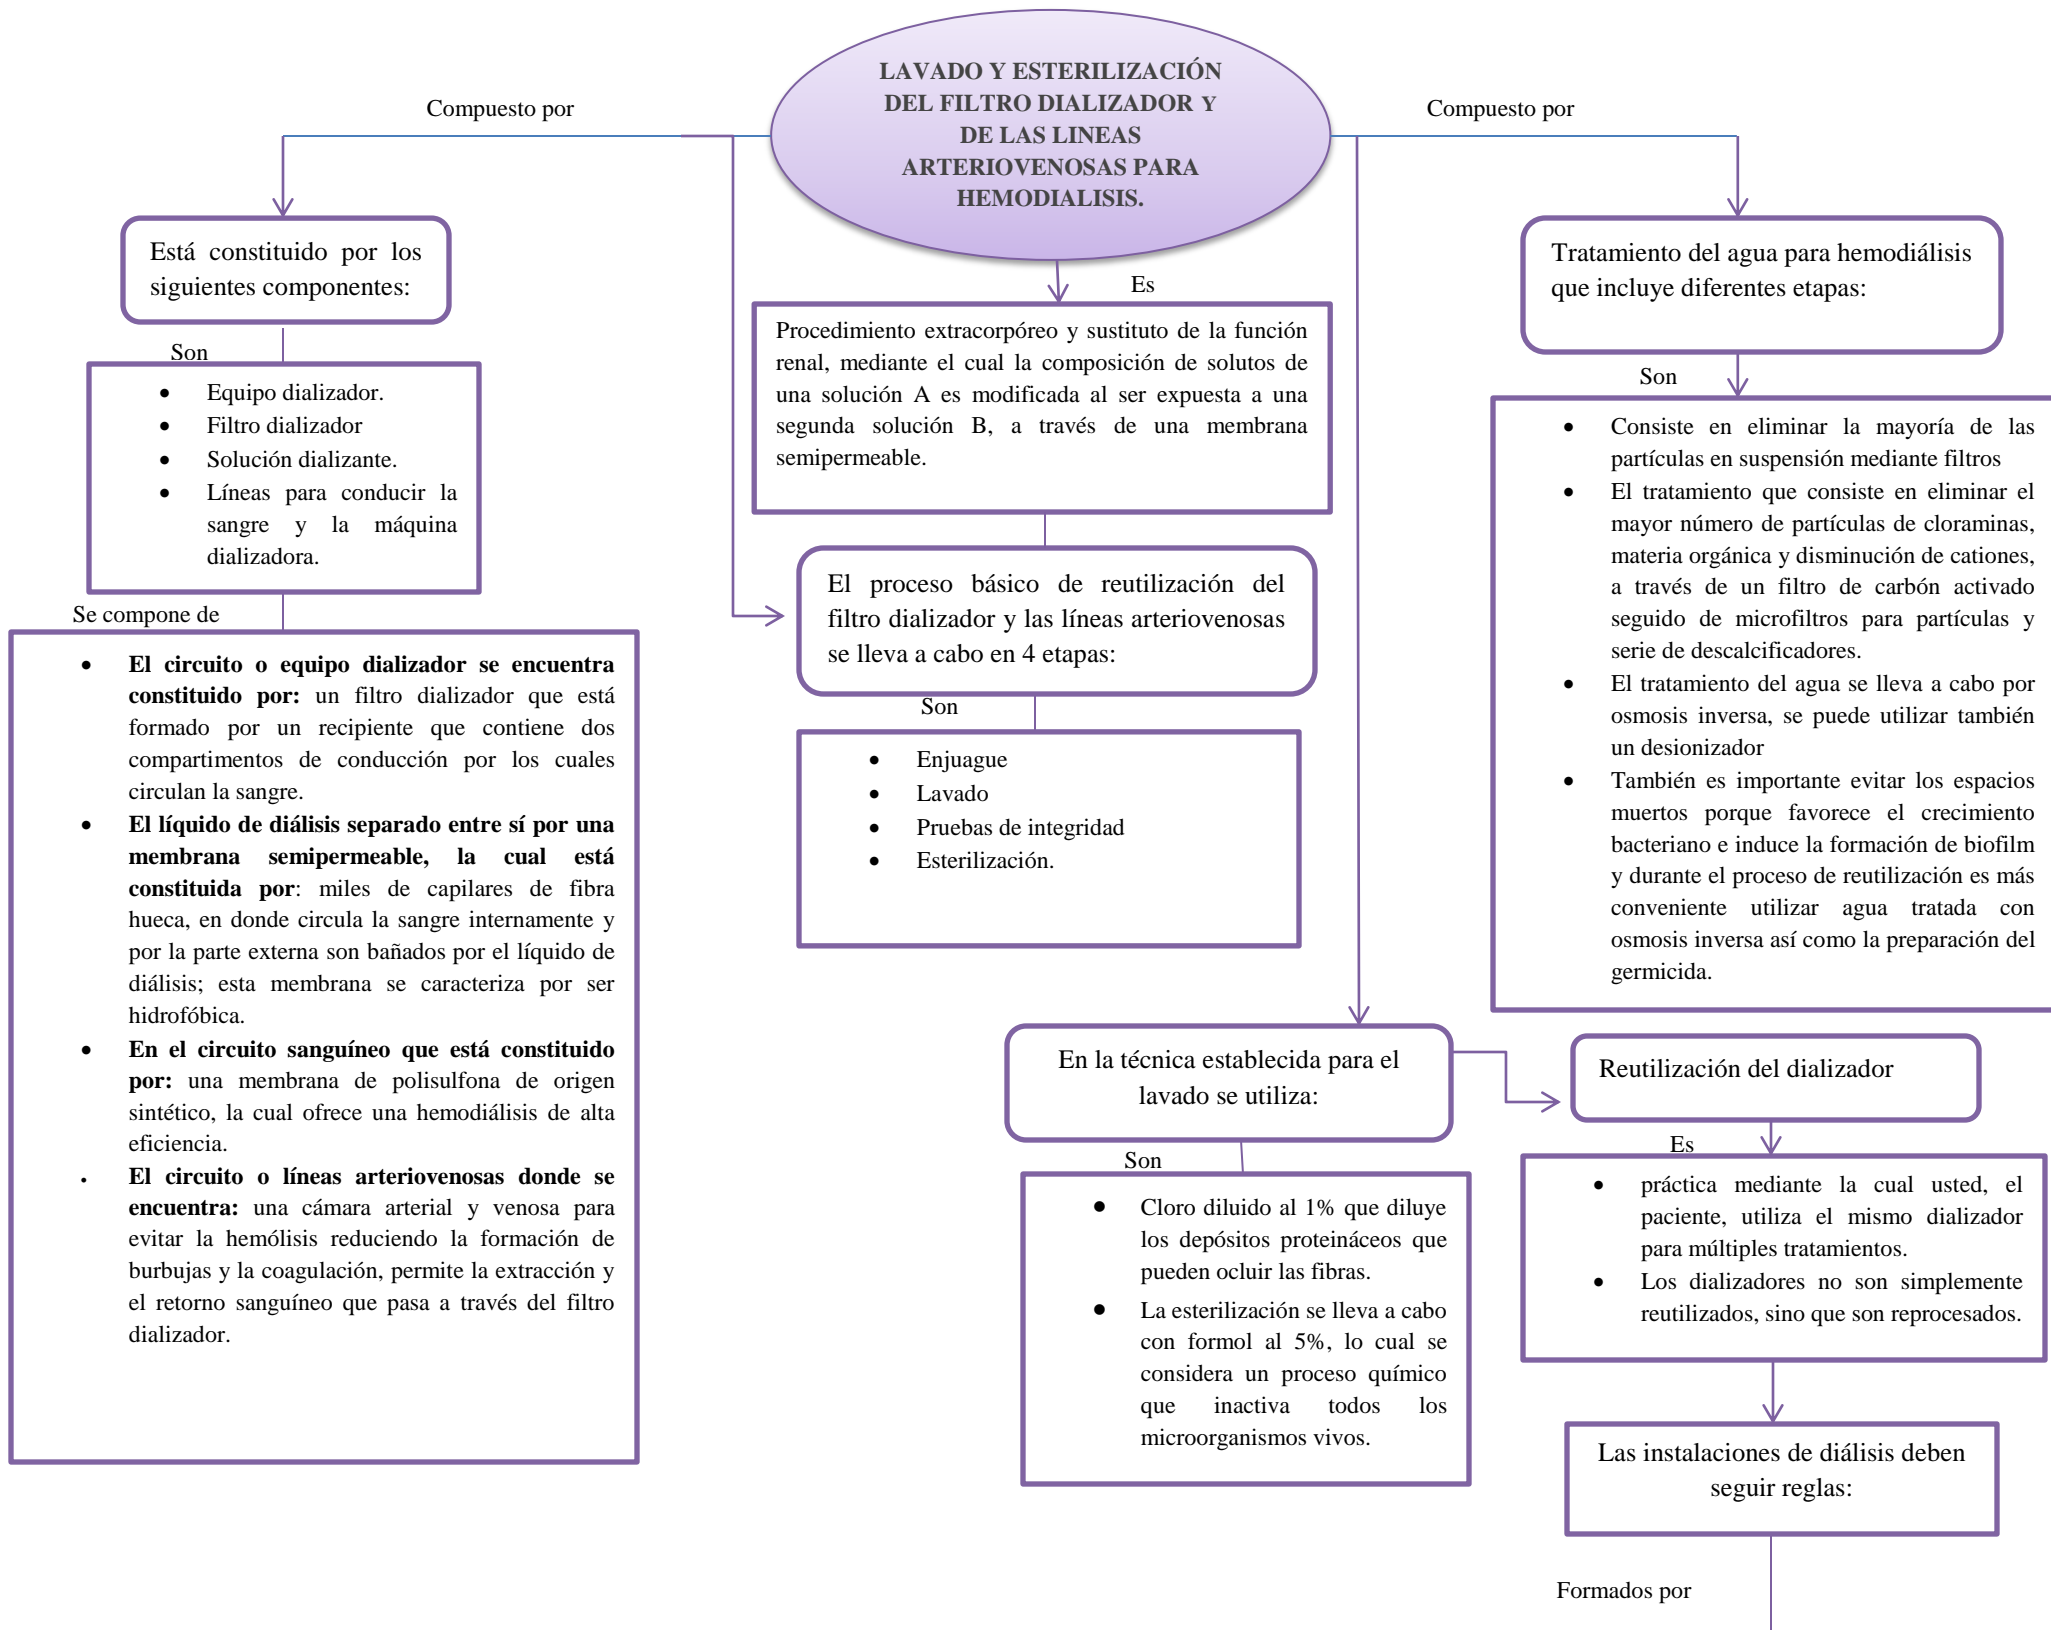 LAVADO Y ESTERILIZACIÓN
DEL FILTRO DIALIZADOR Y
DE LAS LINEAS
ARTERIOVENOSAS PARA
HEMODIALISIS.
Compuesto por
Compuesto por
Está constituido por los
siguientes componentes:
Son
• Equipo dializador.
• Filtro dializador
• Solución dializante.
• Líneas para conducir la
sangre y la máquina
dializadora.
Se compone de
• El circuito o equipo dializador se encuentra
constituido por: un filtro dializador que está
formado por un recipiente que contiene dos
compartimentos de conducción por los cuales
circulan la sangre.
• El líquido de diálisis separado entre sí por una
membrana semipermeable, la cual está
constituida por: miles de capilares de fibra
hueca, en donde circula la sangre internamente y
por la parte externa son bañados por el líquido de
diálisis; esta membrana se caracteriza por ser
hidrofóbica.
• En el circuito sanguíneo que está constituido
por: una membrana de polisulfona de origen
sintético, la cual ofrece una hemodiálisis de alta
eficiencia.
• El circuito o líneas arteriovenosas donde se
encuentra: una cámara arterial y venosa para
evitar la hemólisis reduciendo la formación de
burbujas y la coagulación, permite la extracción y
el retorno sanguíneo que pasa a través del filtro
dializador.
Es
Procedimiento extracorpóreo y sustituto de la función
renal, mediante el cual la composición de solutos de
una solución A es modificada al ser expuesta a una
segunda solución B, a través de una membrana
semipermeable.
El proceso básico de reutilización del
filtro dializador y las líneas arteriovenosas
se lleva a cabo en 4 etapas:
Son
• Enjuague
• Lavado
• Pruebas de integridad
• Esterilización.
En la técnica establecida para el
lavado se utiliza:
Son
• Cloro diluido al 1% que diluye
los depósitos proteináceos que
pueden ocluir las fibras.
• La esterilización se lleva a cabo
con formol al 5%, lo cual se
considera un proceso químico
que inactiva todos los
microorganismos vivos.
Tratamiento del agua para hemodiálisis
que incluye diferentes etapas:
Son
• Consiste en eliminar la mayoría de las
partículas en suspensión mediante filtros
• El tratamiento que consiste en eliminar el
mayor número de partículas de cloraminas,
materia orgánica y disminución de cationes,
a través de un filtro de carbón activado
seguido de microfiltros para partículas y
serie de descalcificadores.
• El tratamiento del agua se lleva a cabo por
osmosis inversa, se puede utilizar también
un desionizador
• También es importante evitar los espacios
muertos porque favorece el crecimiento
bacteriano e induce la formación de biofilm
y durante el proceso de reutilización es más
conveniente utilizar agua tratada con
osmosis inversa así como la preparación del
germicida.
Reutilización del dializador
Es
• práctica mediante la cual usted, el
paciente, utiliza el mismo dializador
para múltiples tratamientos.
• Los dializadores no son simplemente
reutilizados, sino que son reprocesados.
Las instalaciones de diálisis deben
seguir reglas:
Formados por